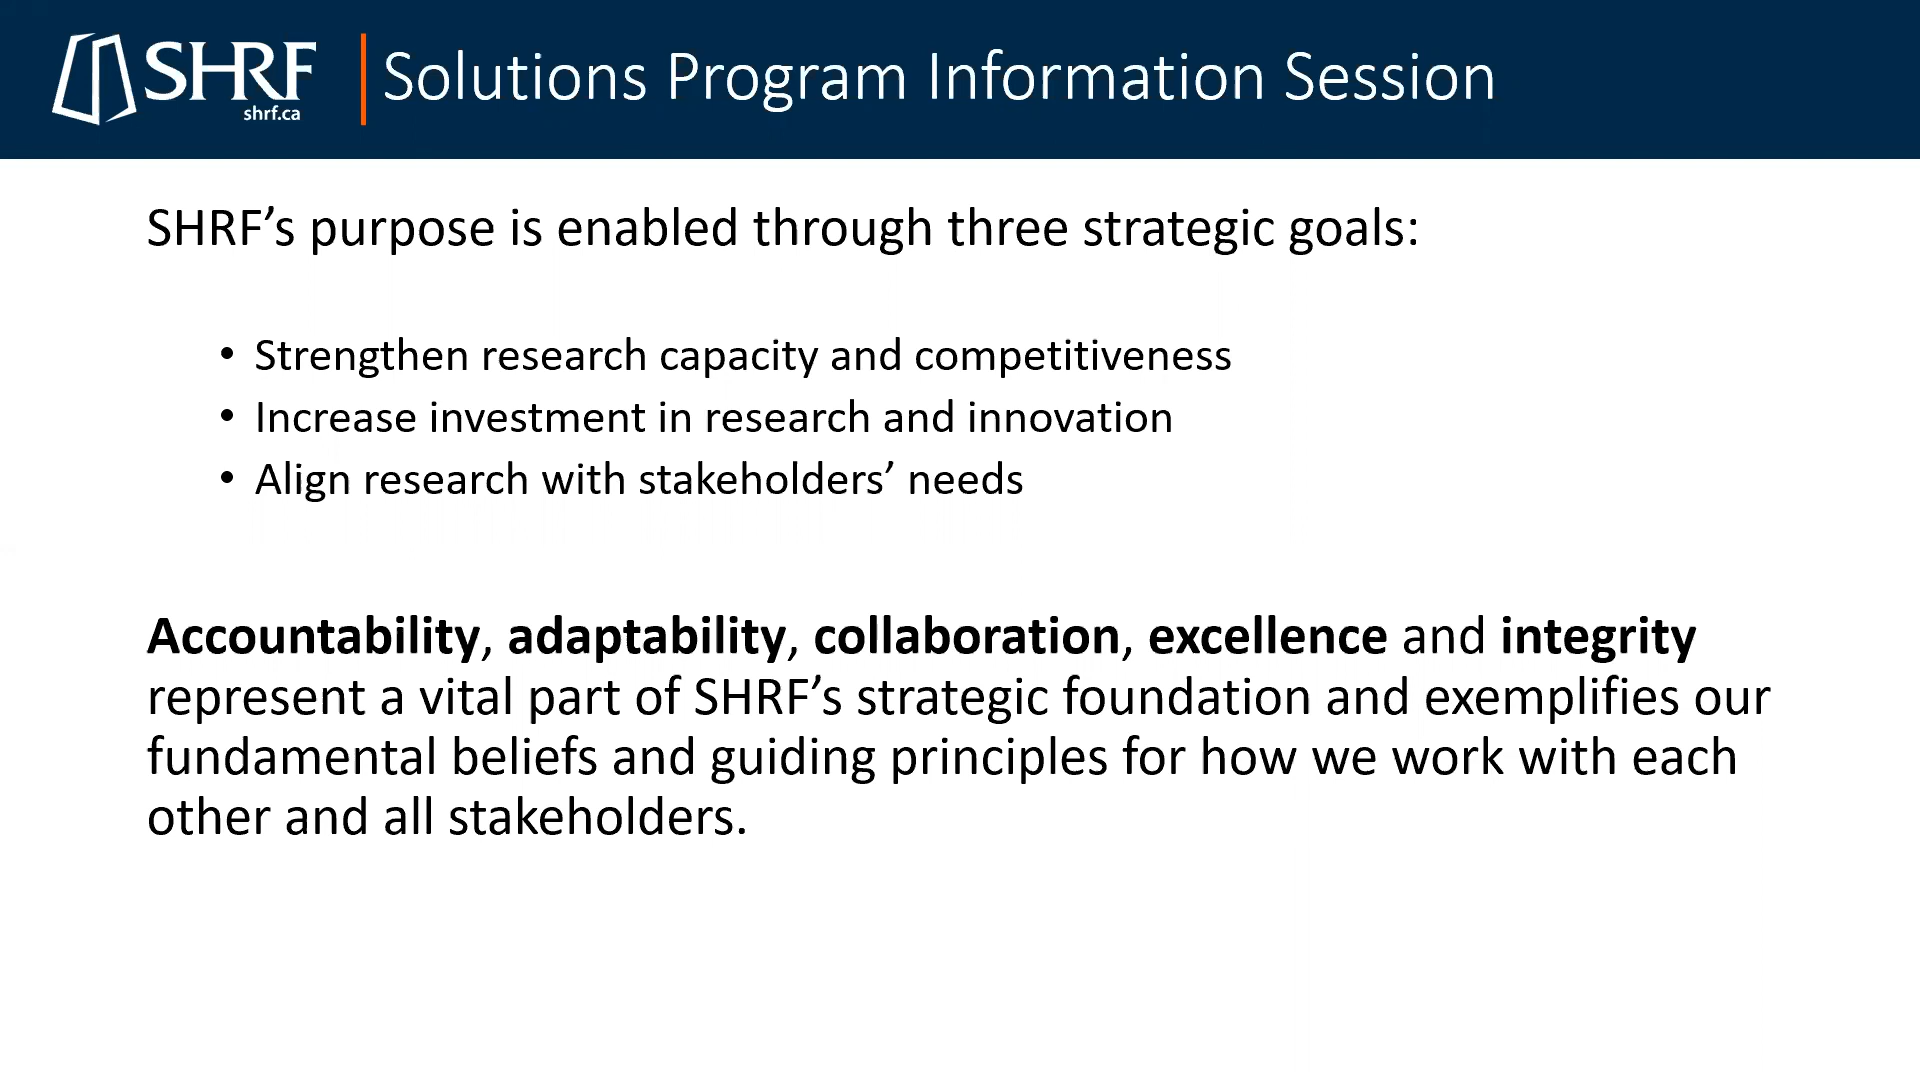 SHRF
shrf.ca
Solutions Program Information Session
SHRF’s purpose is enabled through three strategic goals:
• Strengthen research capacity and competitiveness
• Increase investment in research and innovation
• Align research with stakeholders’ needs
Accountability, adaptability, collaboration, excellence and integrity
represent a vital part of SHRF’s strategic foundation and exemplifies our
fundamental beliefs and guiding principles for how we work with each
other and all stakeholders.